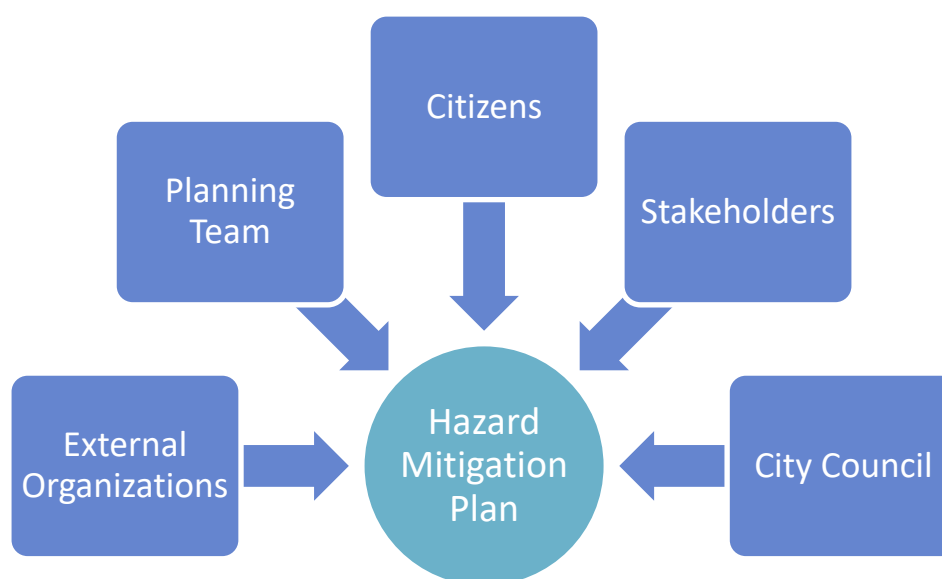 Citizens
Planning
Team
Stakeholders
External
Organizations
Hazard
Mitigation
Plan
City Council